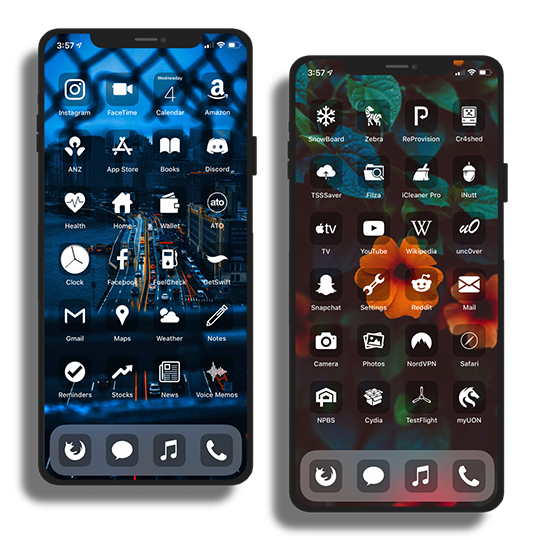 3:57
Wednesday
4
Instagram FaceTime Calendar Amazon
ANZ App Store Books Discord
ato
Health Home Wallet ATO
Clock Facebook FuelCheck GetSwift
Gmail Maps Weather Notes
Reminders Stocks News Voice Memos
3:57
SnowBoard Zebra ReProvision Cr4shed
TSSSaver Filza iCleaner Pro iNutt
tv
W
u0
TV YouTube Wikipedia unc0ver
Snapchat Settings Reddit Mail
Camera Photos NordVPN Safari
NPBS Cydia TestFlight myUON